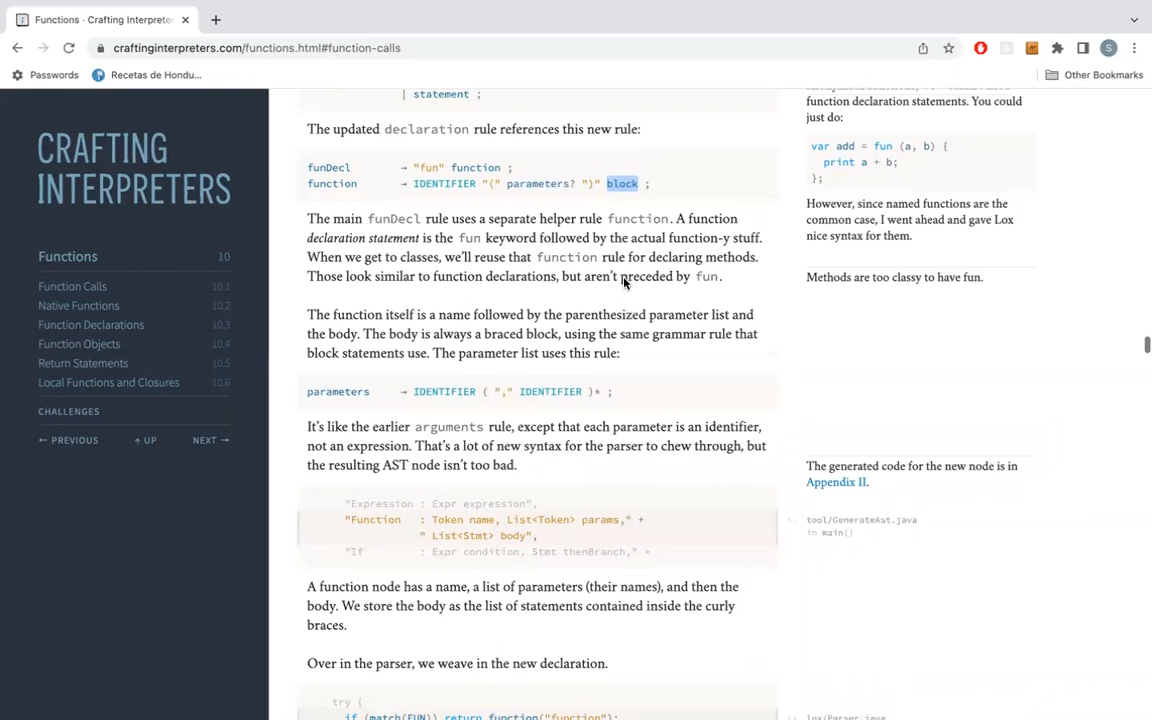 Functions · Crafting Interpreter
craftinginterpreters.com/functions.html#function-calls
S
Passwords
Recetas de Hondu...
Other Bookmarks
CRAFTING
INTERPRETERS
Functions 10
Function Calls 10.1
Native Functions 10.2
Function Declarations 10.3
Function Objects 10.4
Return Statements 10.5
Local Functions and Closures 10.6
CHALLENGES
← PREVIOUS ↑ UP NEXT →
| statement ;
The updated declaration rule references this new rule:
funDecl → "fun" function ;
function → IDENTIFIER "(" parameters? ")" block ;
The main funDecl rule uses a separate helper rule function. A function
declaration statement is the fun keyword followed by the actual function-y stuff.
When we get to classes, we’ll reuse that function rule for declaring methods.
Those look similar to function declarations, but aren’t preceded by fun.
The function itself is a name followed by the parenthesized parameter list and
the body. The body is always a braced block, using the same grammar rule that
block statements use. The parameter list uses this rule:
parameters → IDENTIFIER ( "," IDENTIFIER )* ;
It’s like the earlier arguments rule, except that each parameter is an identifier,
not an expression. That’s a lot of new syntax for the parser to chew through, but
the resulting AST node isn’t too bad.
"Expression : Expr expression",
"Function : Token name, List<Token> params," +
" List<Stmt> body",
"If : Expr condition, Stmt thenBranch," +
A function node has a name, a list of parameters (their names), and then the
body. We store the body as the list of statements contained inside the curly
braces.
Over in the parser, we weave in the new declaration.
try {
if (match(FUN)) return function("function");
function declaration statements. You could
just do:
var add = fun (a, b) {
print a + b;
};
However, since named functions are the
common case, I went ahead and gave Lox
nice syntax for them.
Methods are too classy to have fun.
The generated code for the new node is in
Appendix II.
tool/GenerateAst.java
in main()
lox/Parser.java